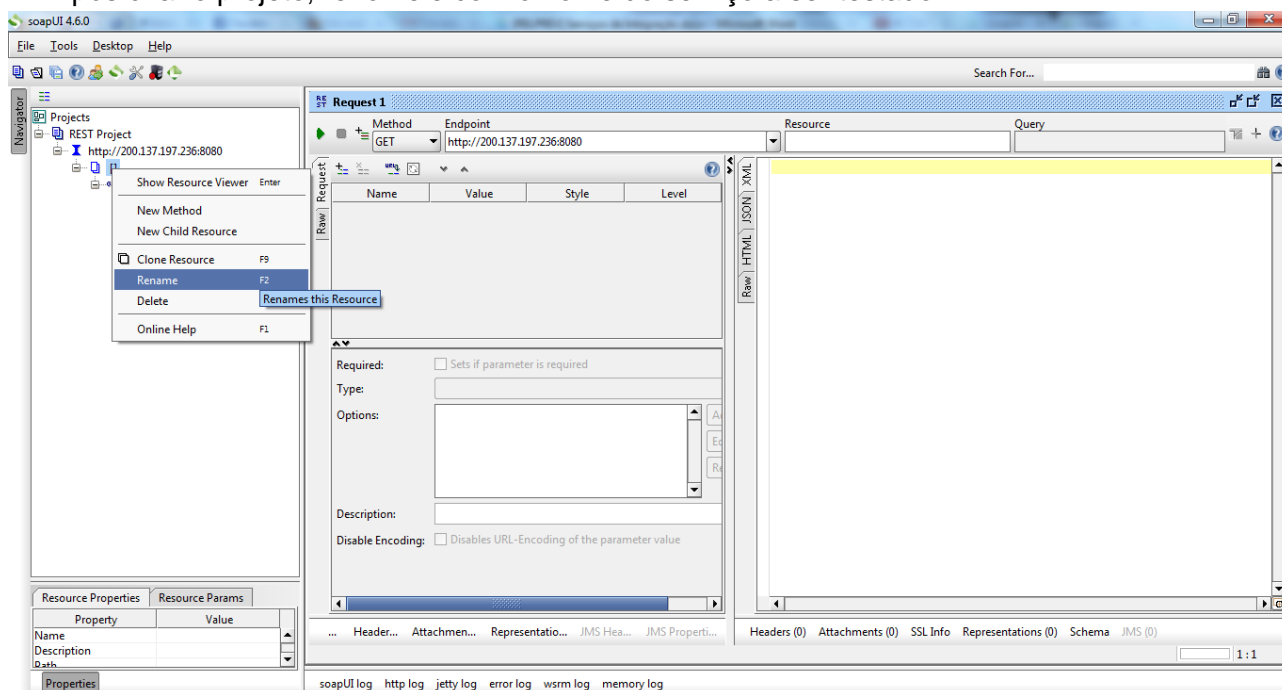 soapUI 4.6.0
File Tools Desktop Help
Search For...
Navigator
Projects
REST Project
http://200.137.197.236:8080
Show Resource Viewer Enter
New Method
New Child Resource
Clone Resource F9
Rename F2
Delete
Renames this Resource
Online Help F1
REST Request 1
Method Endpoint Resource Query
GET http://200.137.197.236:8080
Request
Raw
Name Value Style Level
Required: Sets if parameter is required
Type:
Options:
Description:
Disable Encoding: Disables URL-Encoding of the parameter value
XML
JSON
HTML
Raw
... Header... Attachmen... Representatio... JMS Hea... JMS Properti...
Headers (0) Attachments (0) SSL Info Representations (0) Schema JMS (0)
1:1
Resource Properties Resource Params
Property Value
Name
Description
Path
Properties
soapUI log http log jetty log error log wsrm log memory log